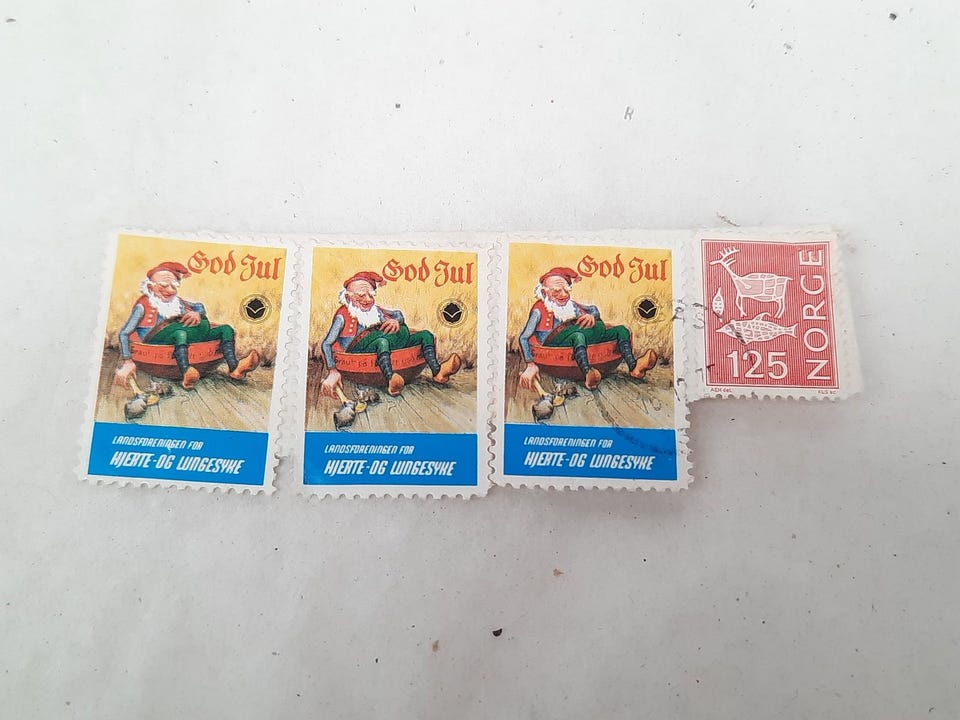 God Jul
LANDSFORENINGEN FOR
HJERTE-OG LUNGESYKE
God Jul
LANDSFORENINGEN FOR
HJERTE-OG LUNGESYKE
God Jul
LANDSFORENINGEN FOR
HJERTE-OG LUNGESYKE
NORGE
125